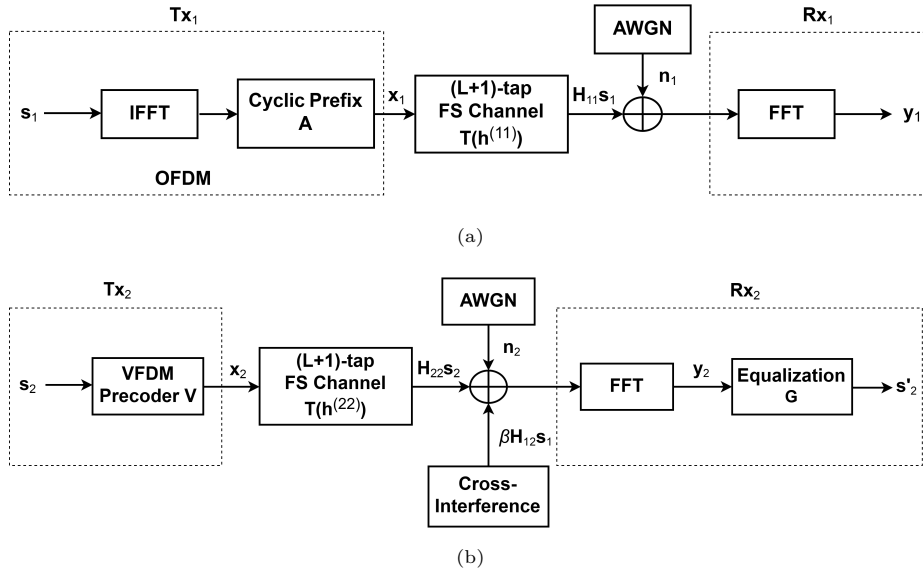 Tx₁
Rx₁
AWGN
n₁
s₁
IFFT
Cyclic Prefix
A
x₁
(L+1)-tap
FS Channel
T(h⁽¹¹⁾)
H₁₁s₁
FFT
y₁
OFDM
(a)
Tx₂
Rx₂
AWGN
n₂
s₂
VFDM
Precoder V
x₂
(L+1)-tap
FS Channel
T(h⁽²²⁾)
H₂₂s₂
FFT
y₂
Equalization
G
s'₂
βH₁₂s₁
Cross-
Interference
(b)